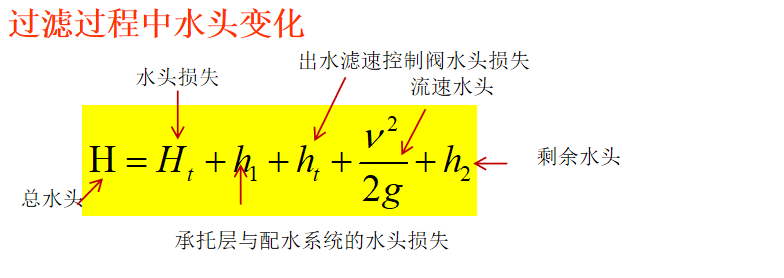 过滤过程中水头变化
出水滤速控制阀水头损失
水头损失
流速水头
H = H_t + h_1 + h_t + \frac{v^2}{2g} + h_2
剩余水头
总水头
承托层与配水系统的水头损失